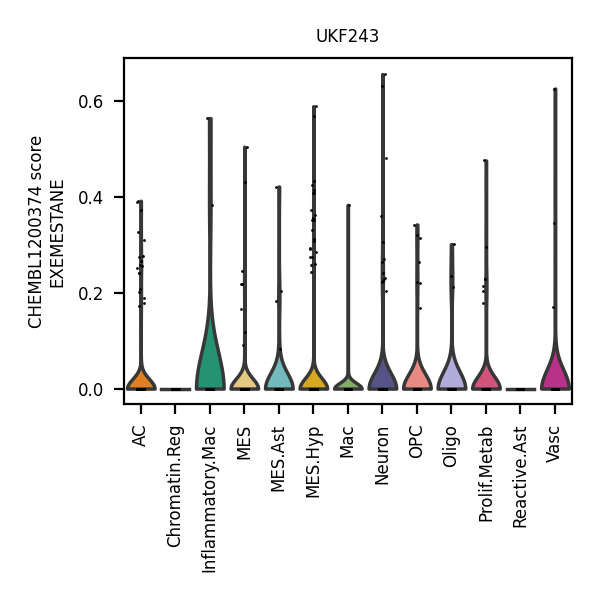 UKF243
CHEMBL1200374 score
EXEMESTANE
0.6
0.4
0.2
0.0
AC
Chromatin.Reg
Inflammatory.Mac
MES
MES.Ast
MES.Hyp
Mac
Neuron
OPC
Oligo
Prolif.Metab
Reactive.Ast
Vasc